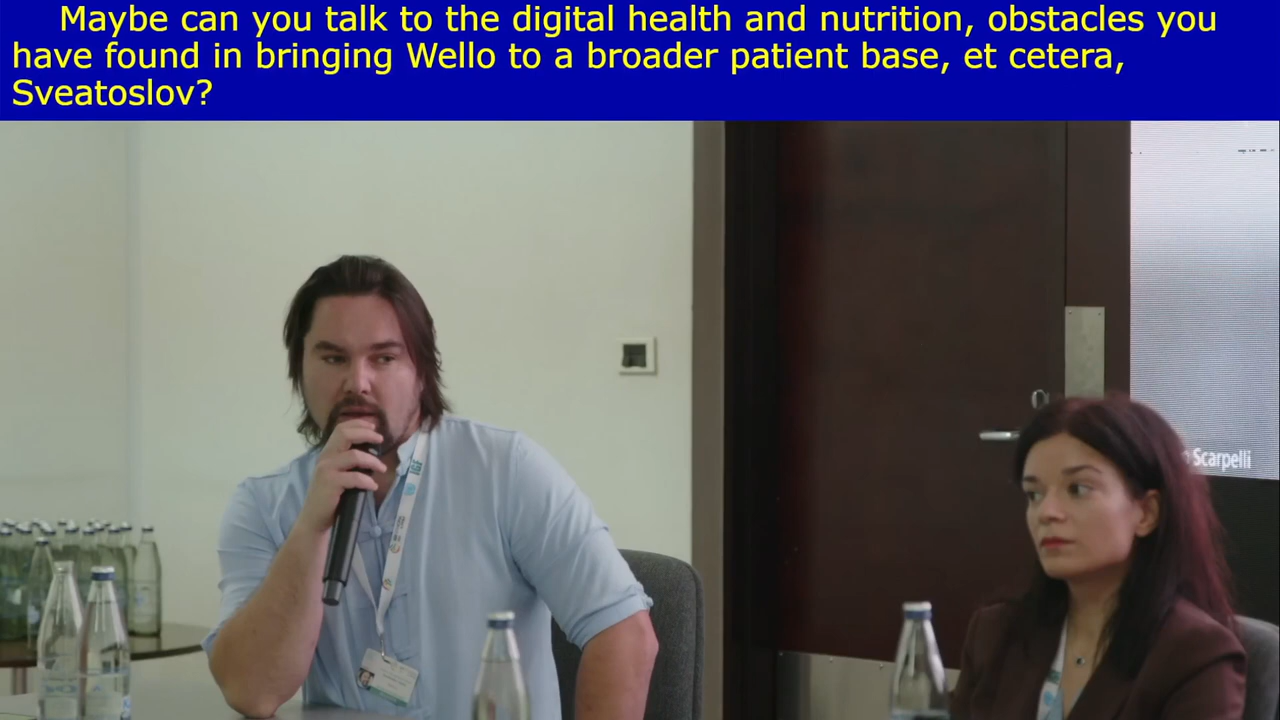 Maybe can you talk to the digital health and nutrition, obstacles you
have found in bringing Wello to a broader patient base, et cetera,
Sveatoslov?
Scarpelli